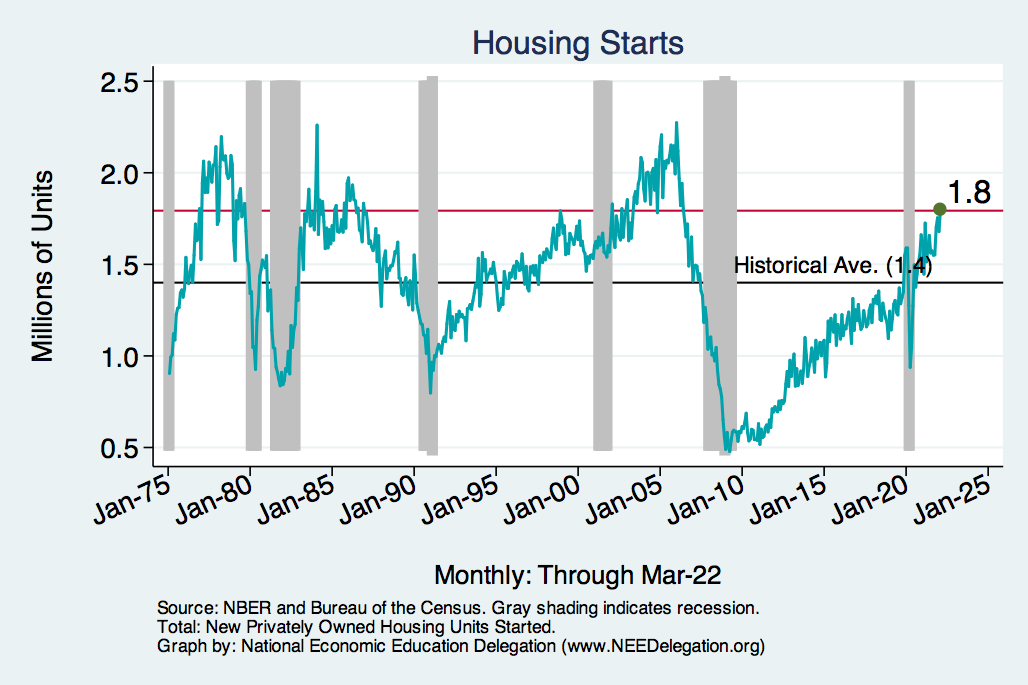 Housing Starts
2.5
2.0
1.5
1.0
0.5
Millions of Units
1.8
Historical Ave. (1.4)
Jan-75
Jan-80
Jan-85
Jan-90
Jan-95
Jan-00
Jan-05
Jan-10
Jan-15
Jan-20
Jan-25
Monthly: Through Mar-22
Source: NBER and Bureau of the Census. Gray shading indicates recession.
Total: New Privately Owned Housing Units Started.
Graph by: National Economic Education Delegation (www.NEEDelegation.org)